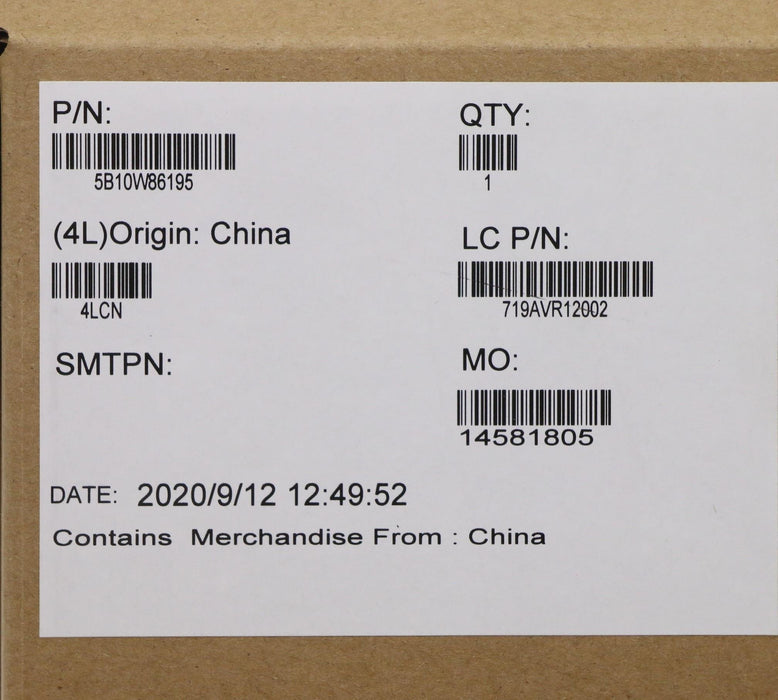 P/N:
QTY:
5B10W86195
1
(4L)Origin: China
LC P/N:
4LCN
719AVR12002
SMTPN:
MO:
14581805
DATE: 2020/9/12 12:49:52
Contains Merchandise From : China